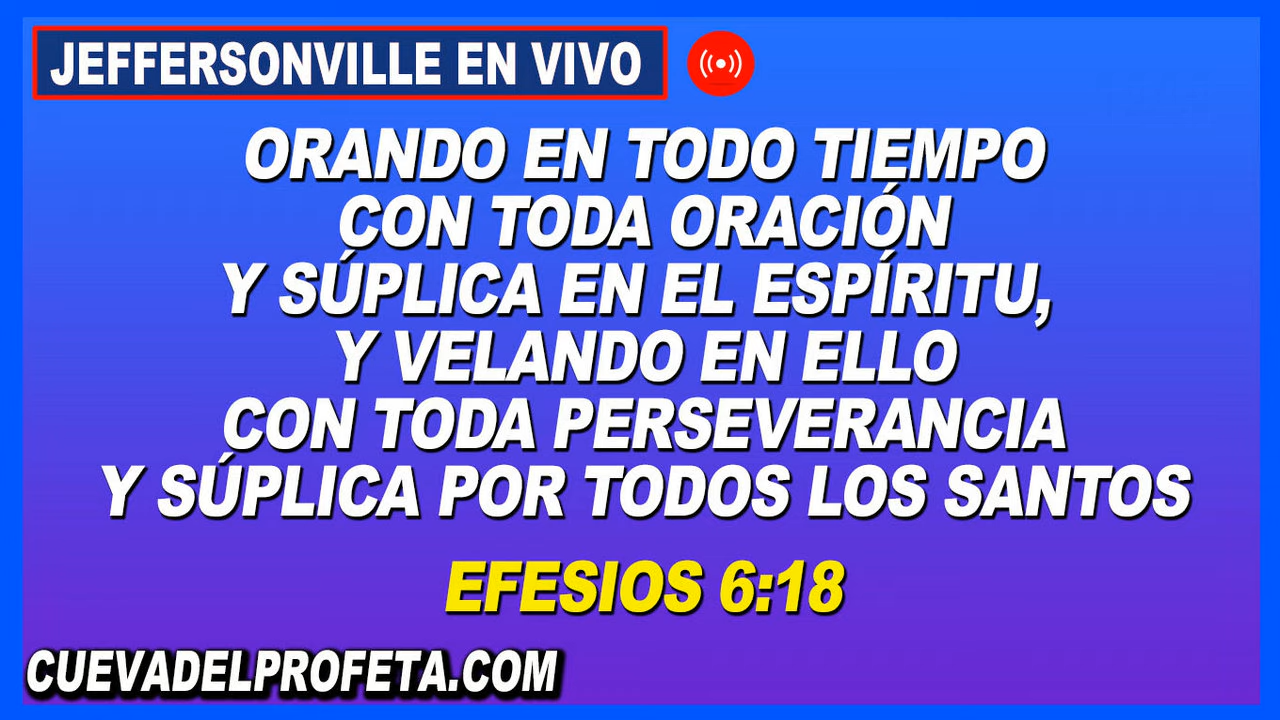 JEFFERSONVILLE EN VIVO
ORANDO EN TODO TIEMPO
CON TODA ORACIÓN
Y SÚPLICA EN EL ESPÍRITU,
Y VELANDO EN ELLO
CON TODA PERSEVERANCIA
Y SÚPLICA POR TODOS LOS SANTOS
EFESIOS 6:18
CUEVADELPROFETA.COM